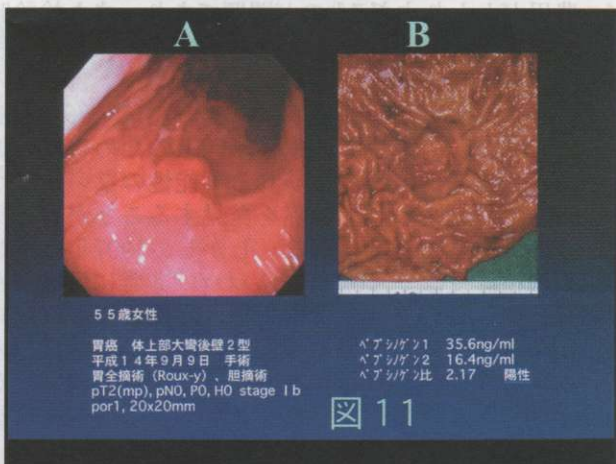 A
B
55歳女性
胃癌 体上部大彎後壁2型
平成14年9月9日 手術
胃全摘術（Roux-y）、胆摘術
pT2(mp), pN0, P0, H0 stage Ib
por1, 20x20mm
ﾍﾟﾌﾟｼﾉｹﾞﾝ1 35.6ng/ml
ﾍﾟﾌﾟｼﾉｹﾞﾝ2 16.4ng/ml
ﾍﾟﾌﾟｼﾉｹﾞﾝ比 2.17 陽性
図11